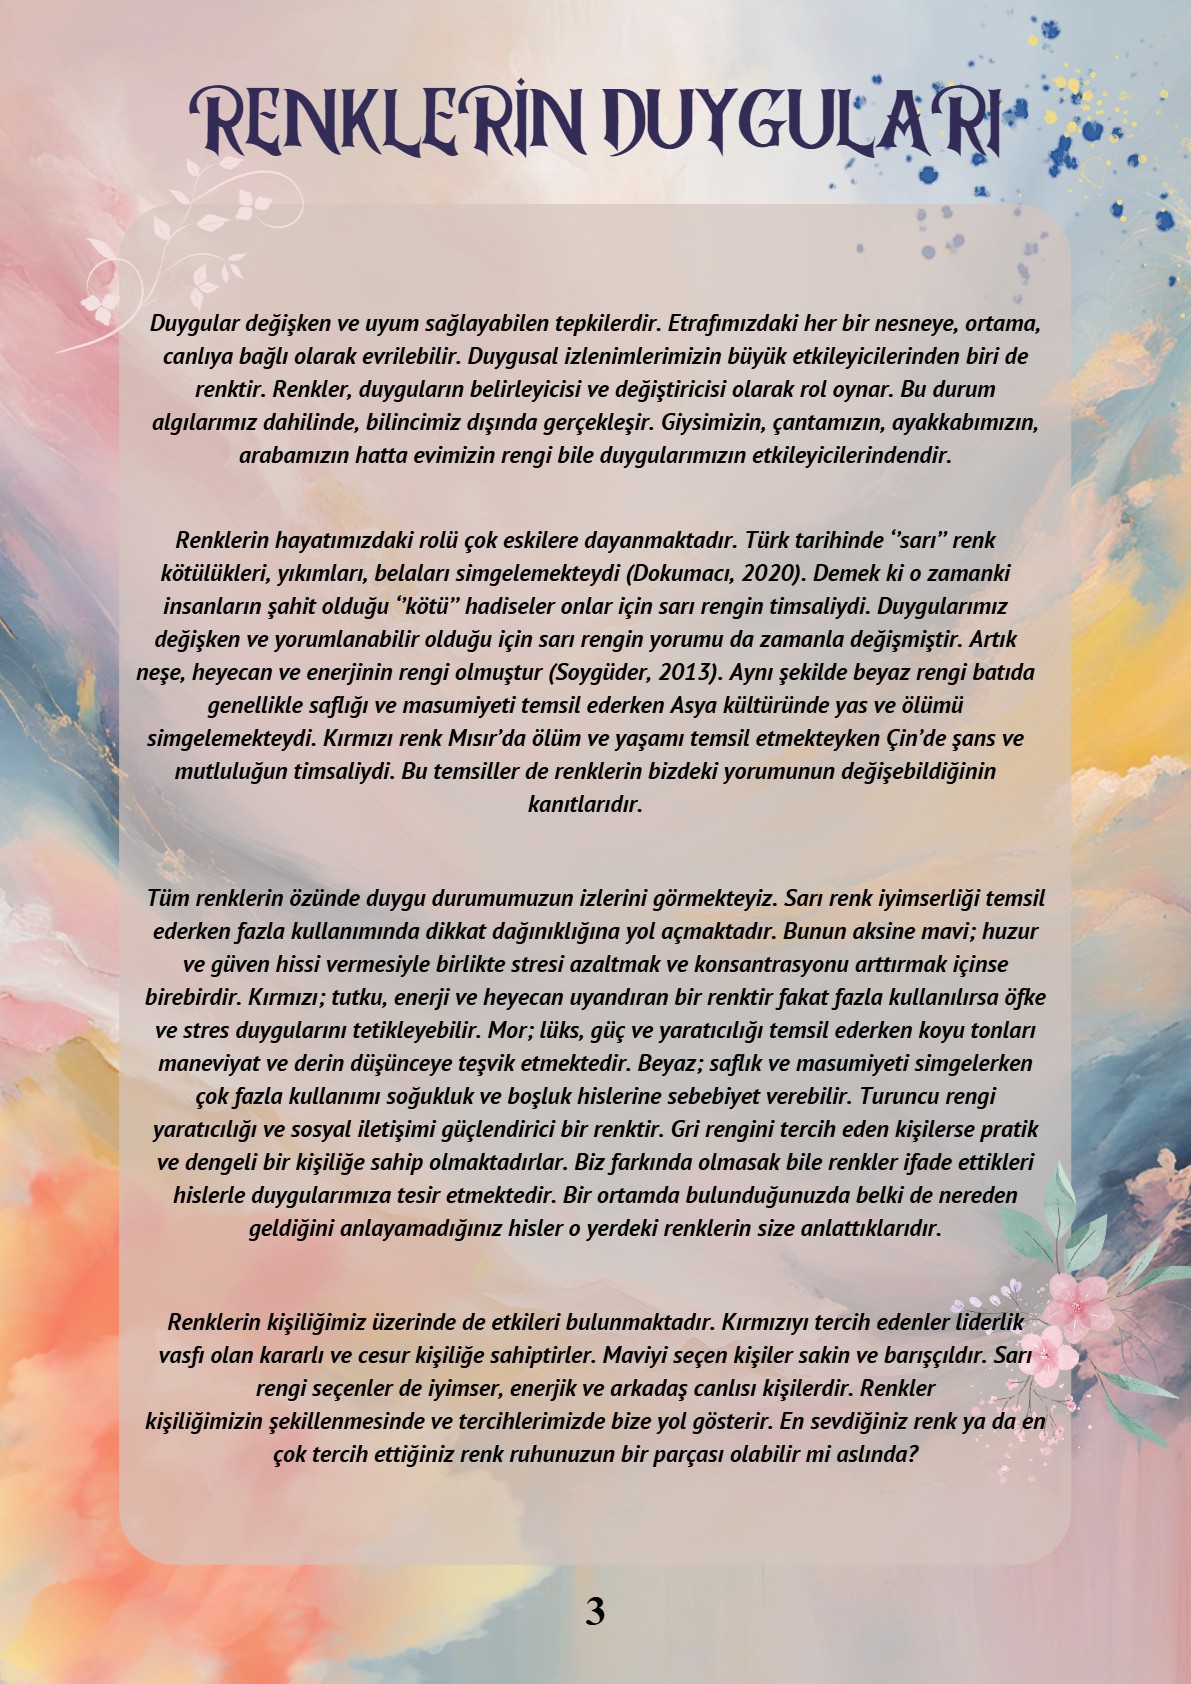 RENKLERİN DUYGULARI
Duygular değişken ve uyum sağlayabilen tepkilerdir. Etrafımızdaki her bir nesneye, ortama,
canlıya bağlı olarak evrilebilir. Duygusal izlenimlerimizin büyük etkileyicilerinden biri de
renktir. Renkler, duyguların belirleyicisi ve değiştiricisi olarak rol oynar. Bu durum
algılarımız dahilinde, bilincimiz dışında gerçekleşir. Giysimizin, çantamızın, ayakkabımızın,
arabamızın hatta evimizin rengi bile duygularımızın etkileyicilerindendir.
Renklerin hayatımızdaki rolü çok eskilere dayanmaktadır. Türk tarihinde ‘’sarı’’ renk
kötülükleri, yıkımları, belaları simgelemekteydi (Dokumacı, 2020). Demek ki o zamanki
insanların şahit olduğu ‘’kötü’’ hadiseler onlar için sarı rengin timsaliydi. Duygularımız
değişken ve yorumlanabilir olduğu için sarı rengin yorumu da zamanla değişmiştir. Artık
neşe, heyecan ve enerjinin rengi olmuştur (Soygüder, 2013). Aynı şekilde beyaz rengi batıda
genellikle saflığı ve masumiyeti temsil ederken Asya kültüründe yas ve ölümü
simgelemekteydi. Kırmızı renk Mısır’da ölüm ve yaşamı temsil etmekteyken Çin’de şans ve
mutluluğun timsaliydi. Bu temsiller de renklerin bizdeki yorumunun değişebildiğinin
kanıtlarıdır.
Tüm renklerin özünde duygu durumumuzun izlerini görmekteyiz. Sarı renk iyimserliği temsil
ederken fazla kullanımında dikkat dağınıklığına yol açmaktadır. Bunun aksine mavi; huzur
ve güven hissi vermesiyle birlikte stresi azaltmak ve konsantrasyonu arttırmak içinse
birebirdir. Kırmızı; tutku, enerji ve heyecan uyandıran bir renktir fakat fazla kullanılırsa öfke
ve stres duygularını tetikleyebilir. Mor; lüks, güç ve yaratıcılığı temsil ederken koyu tonları
maneviyat ve derin düşünceye teşvik etmektedir. Beyaz; saflık ve masumiyeti simgelerken
çok fazla kullanımı soğukluk ve boşluk hislerine sebebiyet verebilir. Turuncu rengi
yaratıcılığı ve sosyal iletişimi güçlendirici bir renktir. Gri rengini tercih eden kişilerse pratik
ve dengeli bir kişiliğe sahip olmaktadırlar. Biz farkında olmasak bile renkler ifade ettikleri
hislerle duygularımıza tesir etmektedir. Bir ortamda bulunduğunuzda belki de nereden
geldiğini anlayamadığınız hisler o yerdeki renklerin size anlattıklarıdır.
Renklerin kişiliğimiz üzerinde de etkileri bulunmaktadır. Kırmızıyı tercih edenler liderlik
vasfı olan kararlı ve cesur kişiliğe sahiptirler. Maviyi seçen kişiler sakin ve barışçıldır. Sarı
rengi seçenler de iyimser, enerjik ve arkadaş canlısı kişilerdir. Renkler
kişiliğimizin şekillenmesinde ve tercihlerimizde bize yol gösterir. En sevdiğiniz renk ya da en
çok tercih ettiğiniz renk ruhunuzun bir parçası olabilir mi aslında?
3